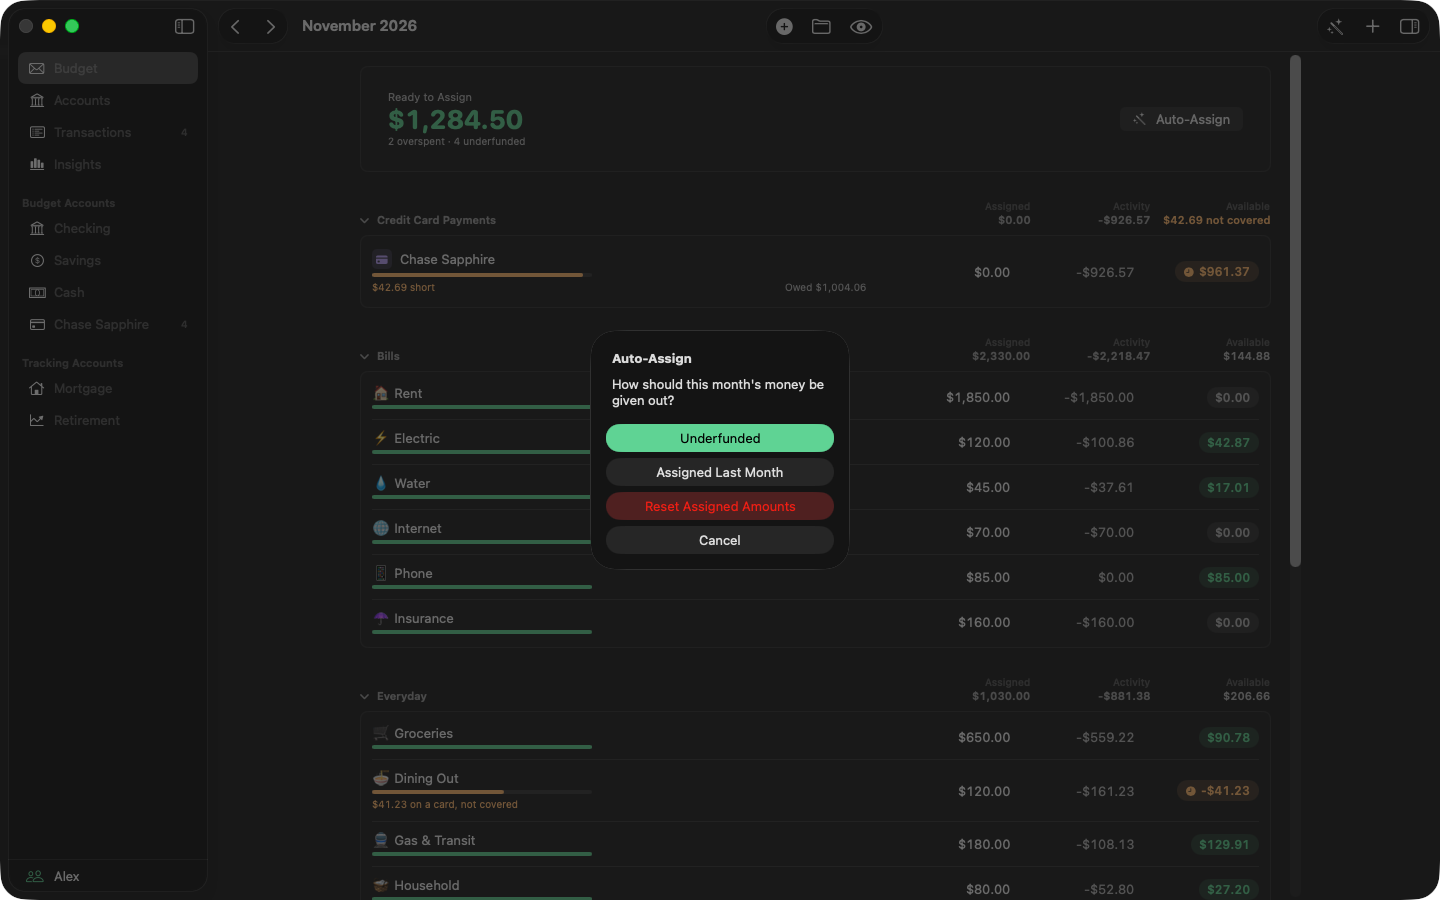 November 2026
Budget
Accounts
Transactions 4
Insights
Budget Accounts
Checking
Savings
Cash
Chase Sapphire 4
Tracking Accounts
Mortgage
Retirement
Alex
Ready to Assign
$1,284.50
2 overspent · 4 underfunded
Auto-Assign
Assigned Activity Available
Credit Card Payments $0.00 -$926.57 $42.69 not covered
Chase Sapphire $0.00 -$926.57 $961.37
$42.69 short Owed $1,004.06
Assigned Activity Available
Bills $2,330.00 -$2,218.47 $144.88
Rent $1,850.00 -$1,850.00 $0.00
Electric $120.00 -$100.86 $42.87
Water $45.00 -$37.61 $17.01
Internet $70.00 -$70.00 $0.00
Phone $85.00 $0.00 $85.00
Insurance $160.00 -$160.00 $0.00
Assigned Activity Available
Everyday $1,030.00 -$881.38 $206.66
Groceries $650.00 -$559.22 $90.78
Dining Out $120.00 -$161.23 -$41.23
$41.23 on a card, not covered
Gas & Transit $180.00 -$108.13 $129.91
Household $80.00 -$52.80 $27.20
Auto-Assign
How should this month's money be
given out?
Underfunded
Assigned Last Month
Reset Assigned Amounts
Cancel